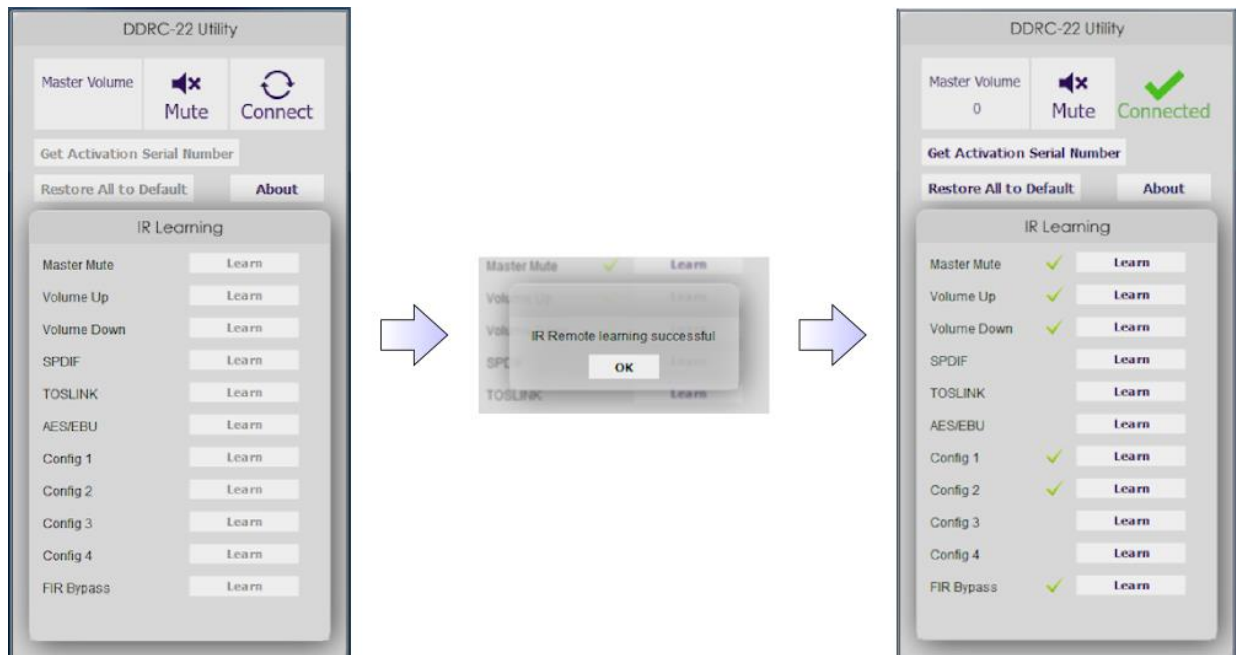 DDRC-22 Utility
Master Volume
Mute
Connect
Get Activation Serial Number
Restore All to Default
About
IR Learning
Master Mute Learn
Volume Up Learn
Volume Down Learn
SPDIF Learn
TOSLINK Learn
AES/EBU Learn
Config 1 Learn
Config 2 Learn
Config 3 Learn
Config 4 Learn
FIR Bypass Learn
Master Mute Learn
IR Remote learning successful
OK
TOSLINK Learn
DDRC-22 Utility
Master Volume
0
Mute
Connected
Get Activation Serial Number
Restore All to Default
About
IR Learning
Master Mute Learn
Volume Up Learn
Volume Down Learn
SPDIF Learn
TOSLINK Learn
AES/EBU Learn
Config 1 Learn
Config 2 Learn
Config 3 Learn
Config 4 Learn
FIR Bypass Learn